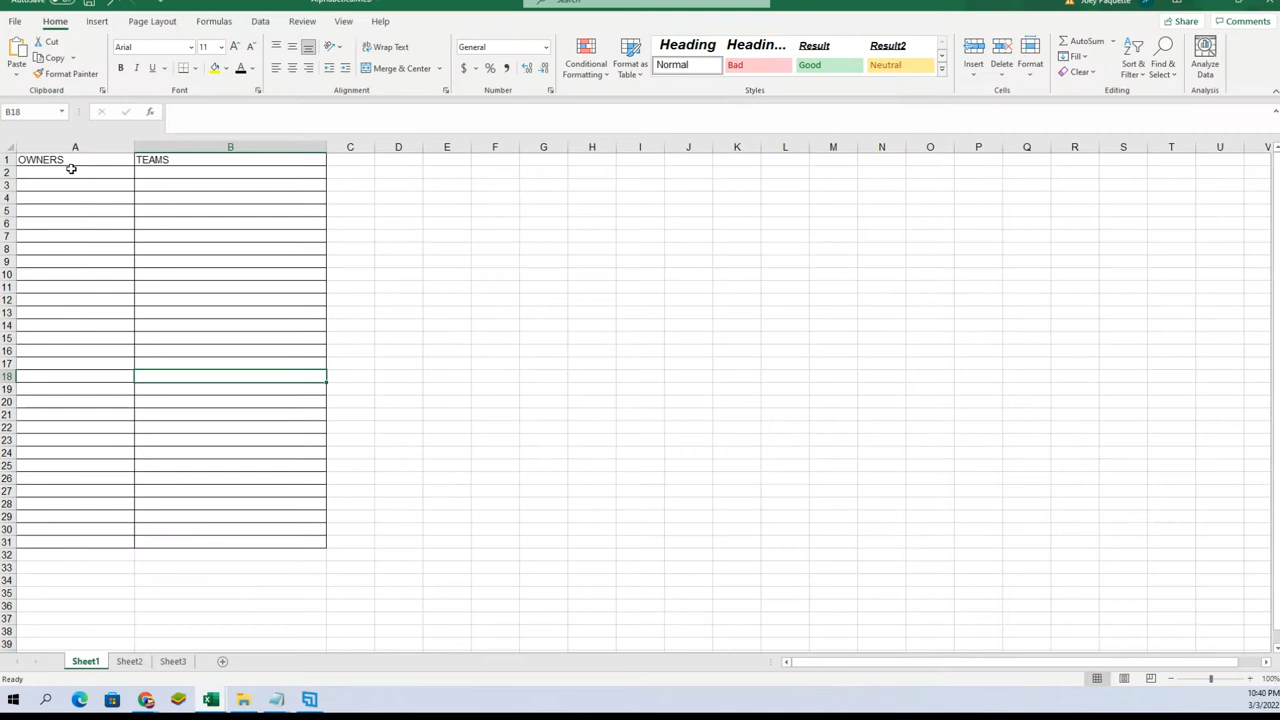 File Home Insert Page Layout Formulas Data Review View Help Share Comments
Cut
Copy
Format Painter
Paste
Arial 11
B I U
Wrap Text
Merge & Center
General
$ %
Conditional Formatting
Format as Table
Heading Headin... Result Result2
Normal Bad Good Neutral
Insert Delete Format
AutoSum
Fill
Clear
Sort & Filter
Find & Select
Analyze Data
Clipboard Font Alignment Number Styles Cells Editing Analysis
B18 fx
A B C D E F G H I J K L M N O P Q R S T U V
1 OWNERS TEAMS
2
3
4
5
6
7
8
9
10
11
12
13
14
15
16
17
18
19
20
21
22
23
24
25
26
27
28
29
30
31
32
33
34
35
36
37
38
39
Sheet1 Sheet2 Sheet3
Ready 100%
10:40 PM
3/3/2022